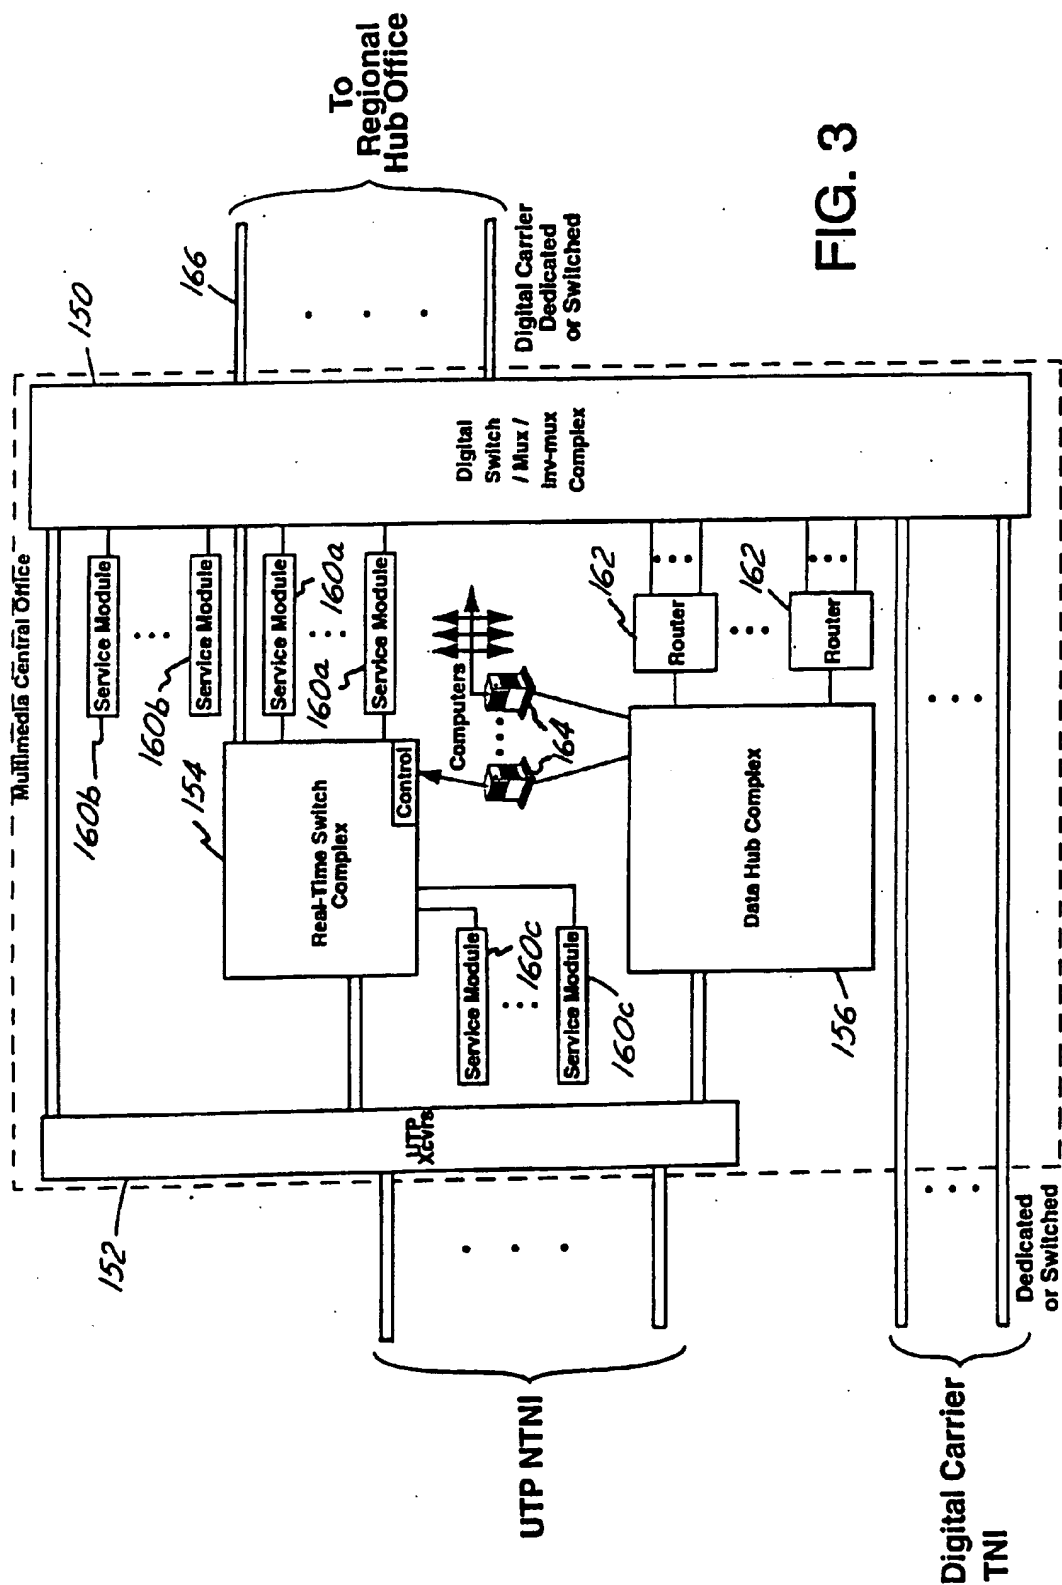 Multimedia Central Office
150
166
To
Regional
Hub Office
Digital Carrier
Dedicated
or Switched
Digital
Switch
/ Mux /
Inv-mux
Complex
Service Module
160b
Service Module
160b
Service Module
160a
Service Module
160a
154
Real-Time Switch
Complex
Control
Computers
164
162
Router
162
Router
Service Module
160c
Service Module
160c
Data Hub Complex
156
UTP
Xcvrs
152
UTP NTNI
Dedicated
or Switched
Digital Carrier
TNI
FIG. 3